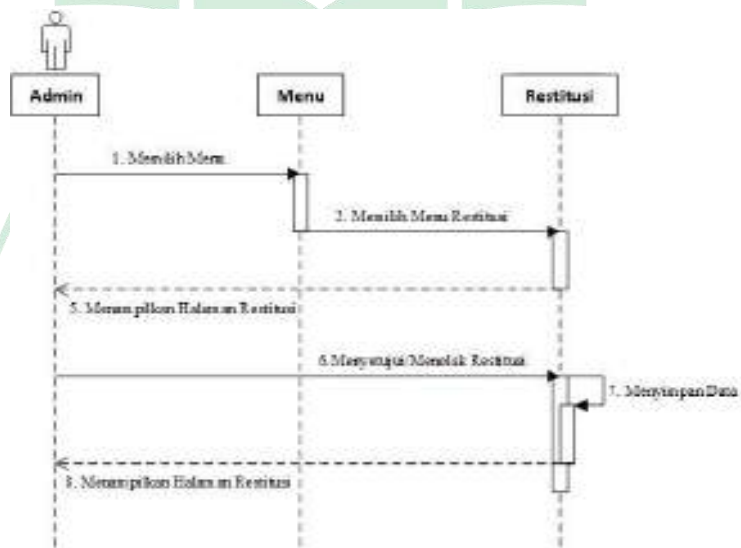 Admin
Menu
Restitusi
1. Memilih Menu
2. Memilih Menu Restitusi
5. Menampilkan Halaman Restitusi
6.Menyetujui/Menolak Restitusi
7. Menyimpan Data
8. Menampilkan Halaman Restitusi